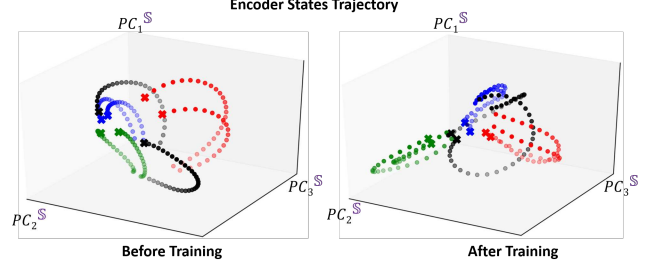 Encoder States Trajectory
PC₁𝕊
PC₂𝕊
PC₃𝕊
Before Training
PC₁𝕊
PC₂𝕊
PC₃𝕊
After Training